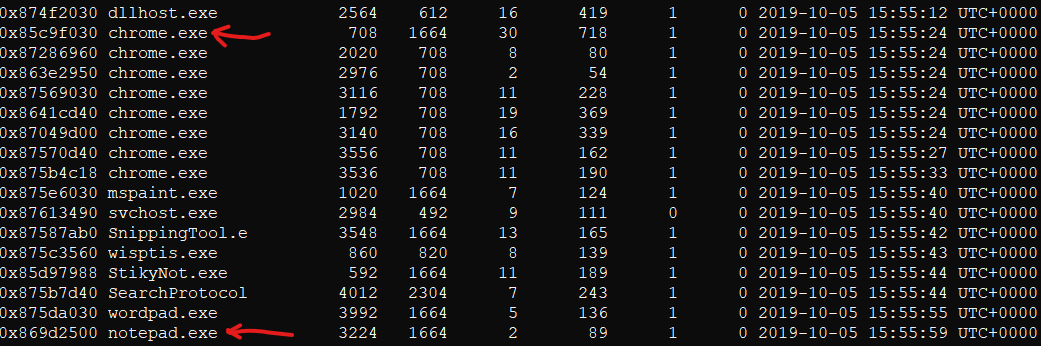 0x874f2030 dllhost.exe 2564 612 16 419 1 0 2019-10-05 15:55:12 UTC+0000
0x85c9f030 chrome.exe 708 1664 30 718 1 0 2019-10-05 15:55:24 UTC+0000
0x87286960 chrome.exe 2020 708 8 80 1 0 2019-10-05 15:55:24 UTC+0000
0x863e2950 chrome.exe 2976 708 2 54 1 0 2019-10-05 15:55:24 UTC+0000
0x87569030 chrome.exe 3116 708 11 228 1 0 2019-10-05 15:55:24 UTC+0000
0x8641cd40 chrome.exe 1792 708 19 369 1 0 2019-10-05 15:55:24 UTC+0000
0x87049d00 chrome.exe 3140 708 16 339 1 0 2019-10-05 15:55:24 UTC+0000
0x87570d40 chrome.exe 3556 708 11 162 1 0 2019-10-05 15:55:27 UTC+0000
0x875b4c18 chrome.exe 3536 708 11 190 1 0 2019-10-05 15:55:33 UTC+0000
0x875e6030 mspaint.exe 1020 1664 7 124 1 0 2019-10-05 15:55:40 UTC+0000
0x87613490 svchost.exe 2984 492 9 111 0 0 2019-10-05 15:55:40 UTC+0000
0x87587ab0 SnippingTool.e 3548 1664 13 165 1 0 2019-10-05 15:55:42 UTC+0000
0x875c3560 wisptis.exe 860 820 8 139 1 0 2019-10-05 15:55:43 UTC+0000
0x85d97988 StikyNot.exe 592 1664 11 189 1 0 2019-10-05 15:55:44 UTC+0000
0x875b7d40 SearchProtocol 4012 2304 7 243 1 0 2019-10-05 15:55:44 UTC+0000
0x875da030 wordpad.exe 3992 1664 5 136 1 0 2019-10-05 15:55:55 UTC+0000
0x869d2500 notepad.exe 3224 1664 2 89 1 0 2019-10-05 15:55:59 UTC+0000